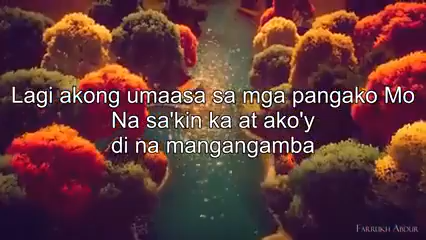 Lagi akong umaasa sa mga pangako Mo
Na sa'kin ka at ako'y
di na mangangamba
Farrukh Abdur